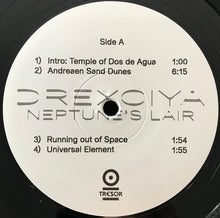 Side A
1) Intro: Temple of Dos de Agua 1:00
2) Andreaen Sand Dunes 6:15
DREXCIYA
NEPTUNE'S LAIR
3) Running out of Space 1:54
4) Universal Element 1:55
TRESOR